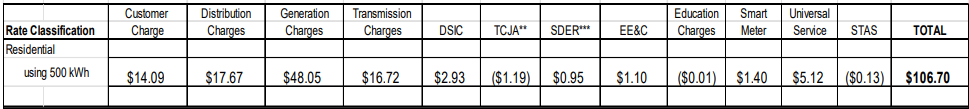 Customer Distribution Generation Transmission Education Smart Universal
Rate Classification Charge Charges Charges Charges DSIC TCJA** SDER*** EE&C Charges Meter Service STAS TOTAL
Residential
using 500 kWh $14.09 $17.67 $48.05 $16.72 $2.93 ($1.19) $0.95 $1.10 ($0.01) $1.40 $5.12 ($0.13) $106.70